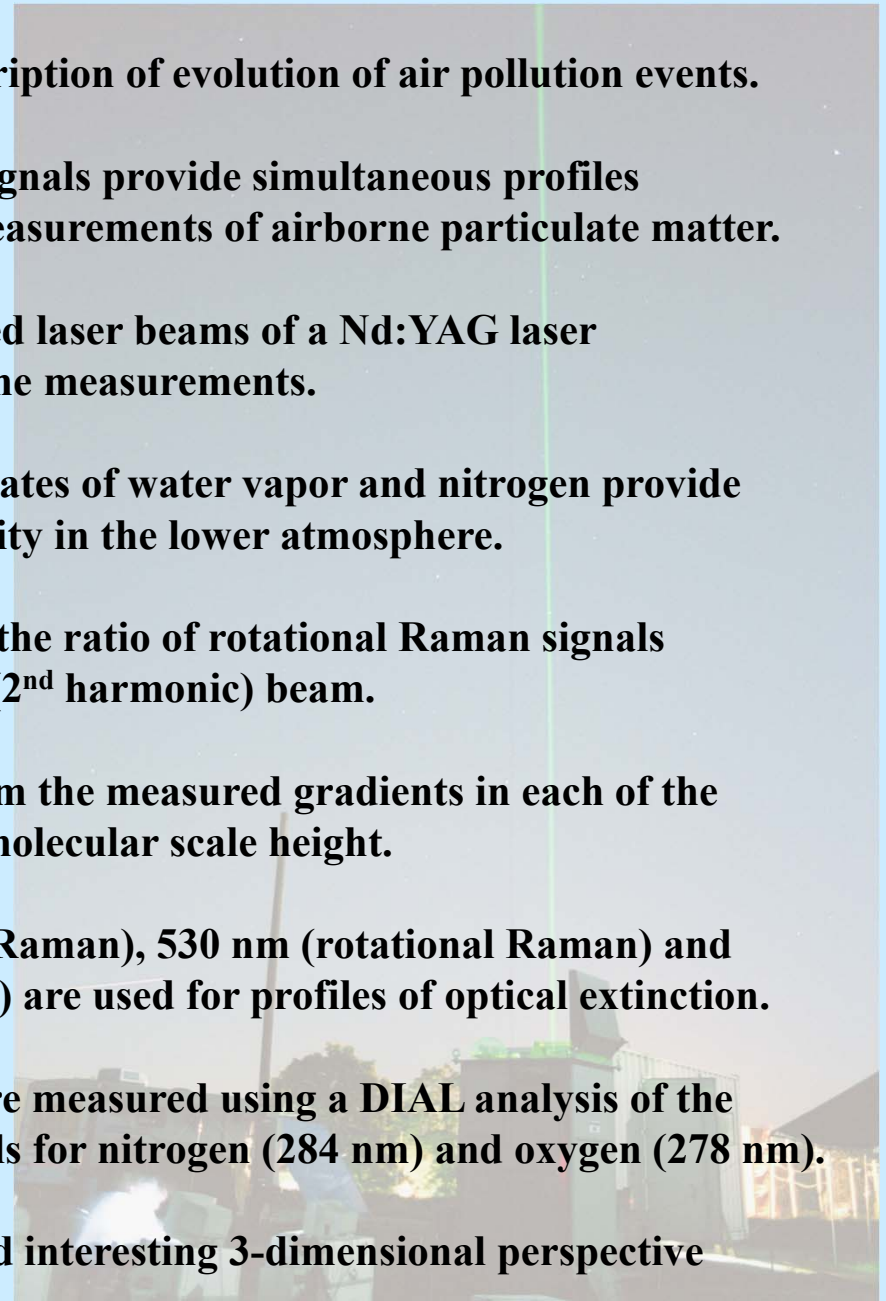 ription of evolution of air pollution events.
gnals provide simultaneous profiles
easurements of airborne particulate matter.
ed laser beams of a Nd:YAG laser
he measurements.
ates of water vapor and nitrogen provide
ity in the lower atmosphere.
the ratio of rotational Raman signals
2nd harmonic) beam.
m the measured gradients in each of the
molecular scale height.
Raman), 530 nm (rotational Raman) and
) are used for profiles of optical extinction.
re measured using a DIAL analysis of the
ls for nitrogen (284 nm) and oxygen (278 nm).
d interesting 3-dimensional perspective